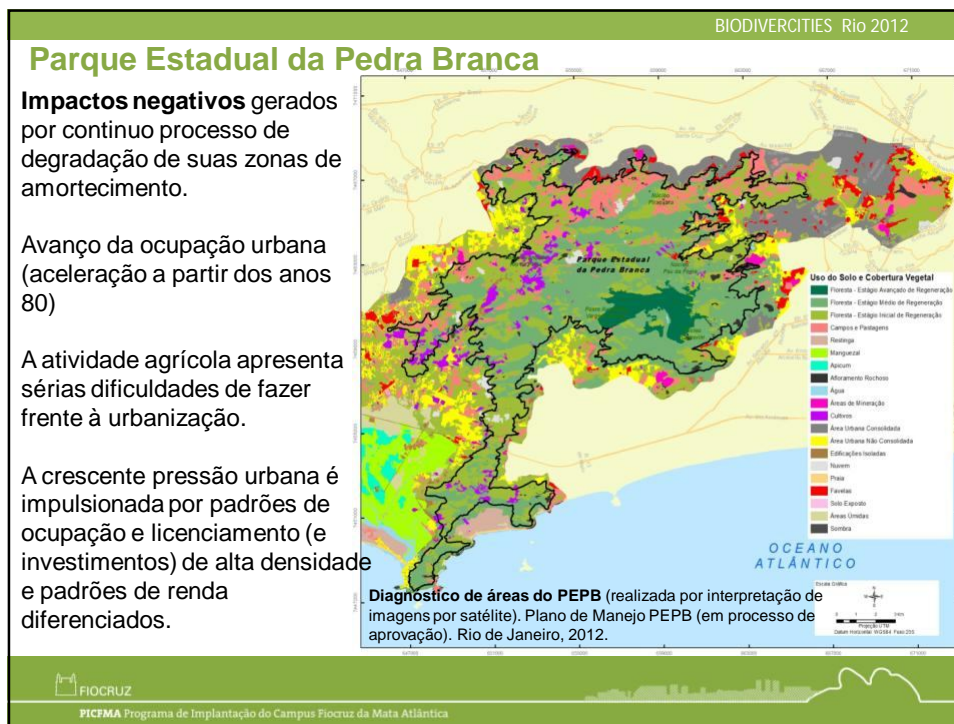 BIODIVERCITIES Rio 2012
Parque Estadual da Pedra Branca
Impactos negativos gerados
por continuo processo de
degradação de suas zonas de
amortecimento.
Avanço da ocupação urbana
(aceleração a partir dos anos
80)
A atividade agrícola apresenta
sérias dificuldades de fazer
frente à urbanização.
A crescente pressão urbana é
impulsionada por padrões de
ocupação e licenciamento (e
investimentos) de alta densidade
e padrões de renda
diferenciados.
Parque Estadual
da Pedra Branca
Uso do Solo e Cobertura Vegetal
Floresta - Estágio Avançado de Regeneração
Floresta - Estágio Médio de Regeneração
Floresta - Estágio Inicial de Regeneração
Campos e Pastagens
Restinga
Manguezal
Apicum
Afloramento Rochoso
Água
Áreas de Mineração
Cultivos
Área Urbana Consolidada
Área Urbana Não Consolidada
Edificações Isoladas
Nuvem
Praia
Favelas
Solo Exposto
Áreas Úmidas
Sombra
OCEANO
ATLÂNTICO
Escala Gráfica
Projeção UTM
Diagnóstico de áreas do PEPB (realizada por interpretação de
imagens por satélite). Plano de Manejo PEPB (em processo de
aprovação). Rio de Janeiro, 2012.
FIOCRUZ
PICFMA Programa de Implantação do Campus Fiocruz da Mata Atlântica